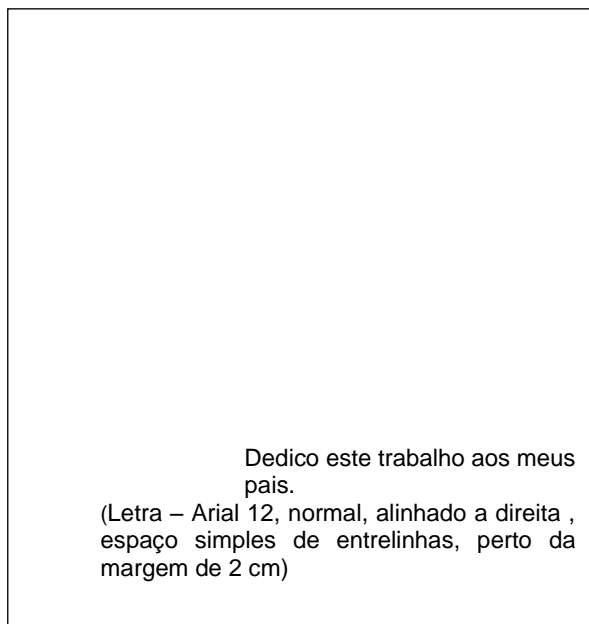 Dedico este trabalho aos meus
pais.
(Letra – Arial 12, normal, alinhado a direita ,
espaço simples de entrelinhas, perto da
margem de 2 cm)